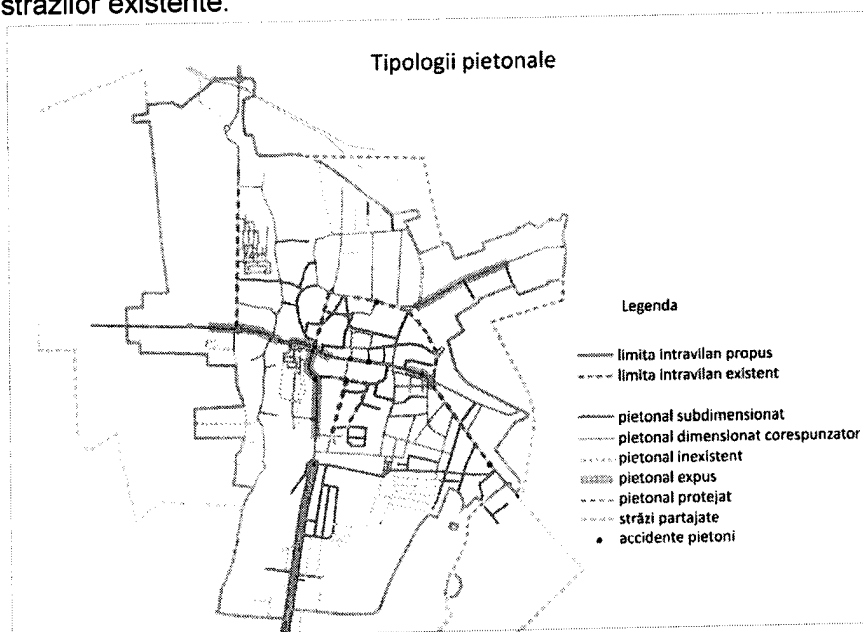 străzilor existente.
Tipologii pietonale
Legenda
limita intravilan propus
limita intravilan existent
pietonal subdimensionat
pietonal dimensionat corespunzator
pietonal inexistent
pietonal expus
pietonal protejat
străzi partajate
accidente pietoni